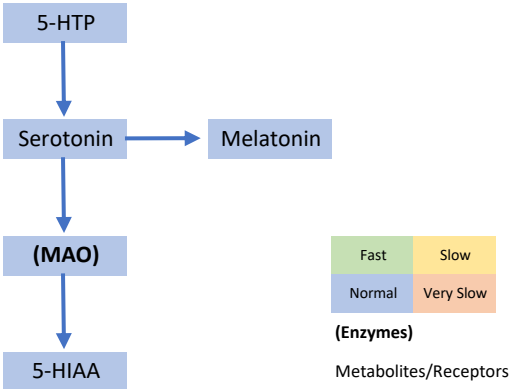 5-HTP
Serotonin
Melatonin
(MAO)
5-HIAA
Fast
Slow
Normal
Very Slow
(Enzymes)
Metabolites/Receptors